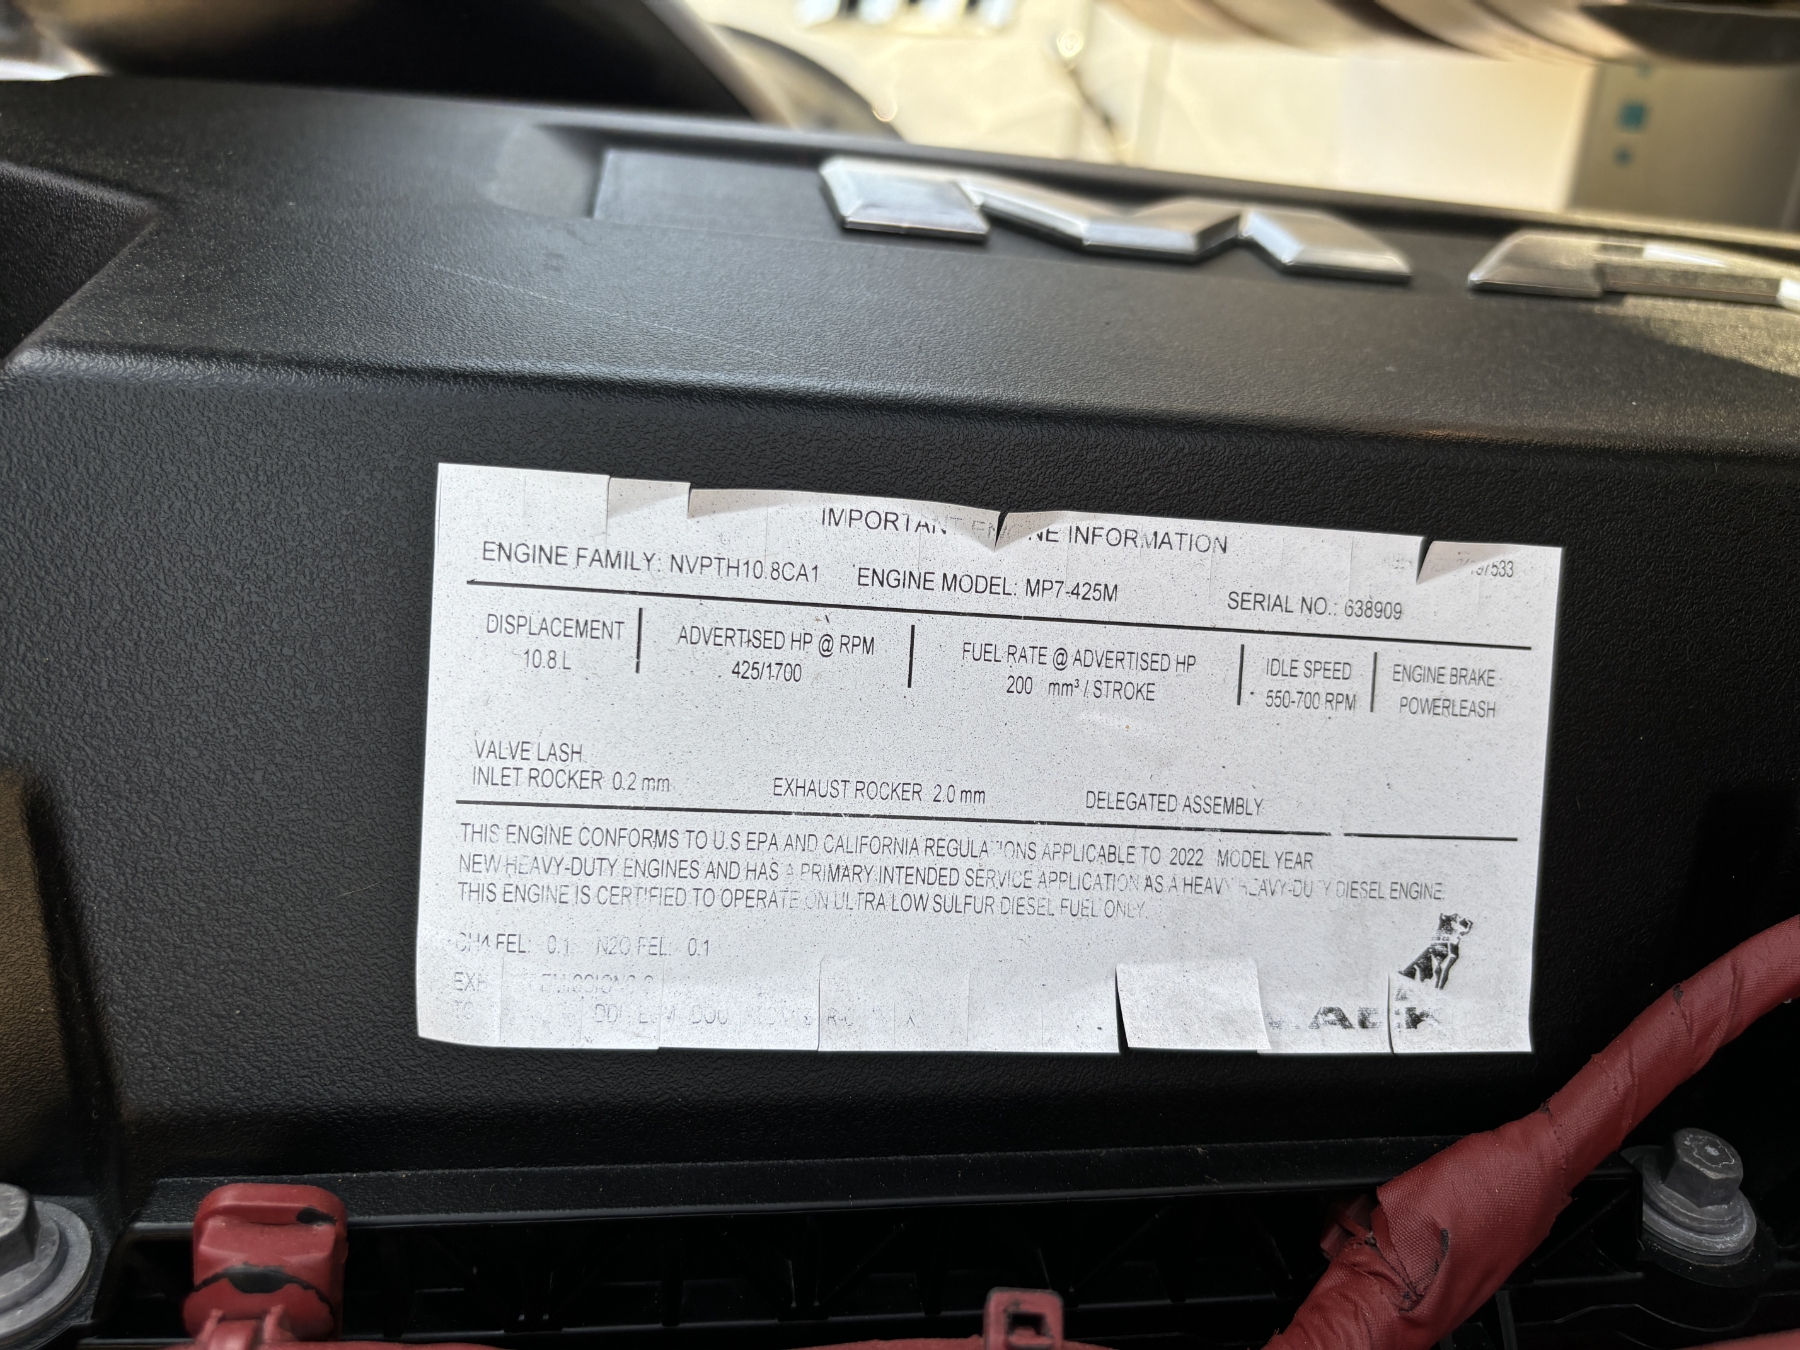 IMPORTANT ENGINE INFORMATION
ENGINE FAMILY: NVPTH10.8CA1 ENGINE MODEL: MP7-425M SERIAL NO.: 638909
DISPLACEMENT ADVERTISED HP @ RPM FUEL RATE @ ADVERTISED HP IDLE SPEED ENGINE BRAKE
10.8 L 425/1700 200 mm³ / STROKE 550-700 RPM POWERLEASH
VALVE LASH
INLET ROCKER 0.2 mm EXHAUST ROCKER 2.0 mm DELEGATED ASSEMBLY
THIS ENGINE CONFORMS TO U.S EPA AND CALIFORNIA REGULATIONS APPLICABLE TO 2022 MODEL YEAR
NEW HEAVY-DUTY ENGINES AND HAS A PRIMARY INTENDED SERVICE APPLICATION AS A HEAVY HEAVY-DUTY DIESEL ENGINE
THIS ENGINE IS CERTIFIED TO OPERATE ON ULTRA LOW SULFUR DIESEL FUEL ONLY.
CH4 FEL: 0.1 N2O FEL: 0.1